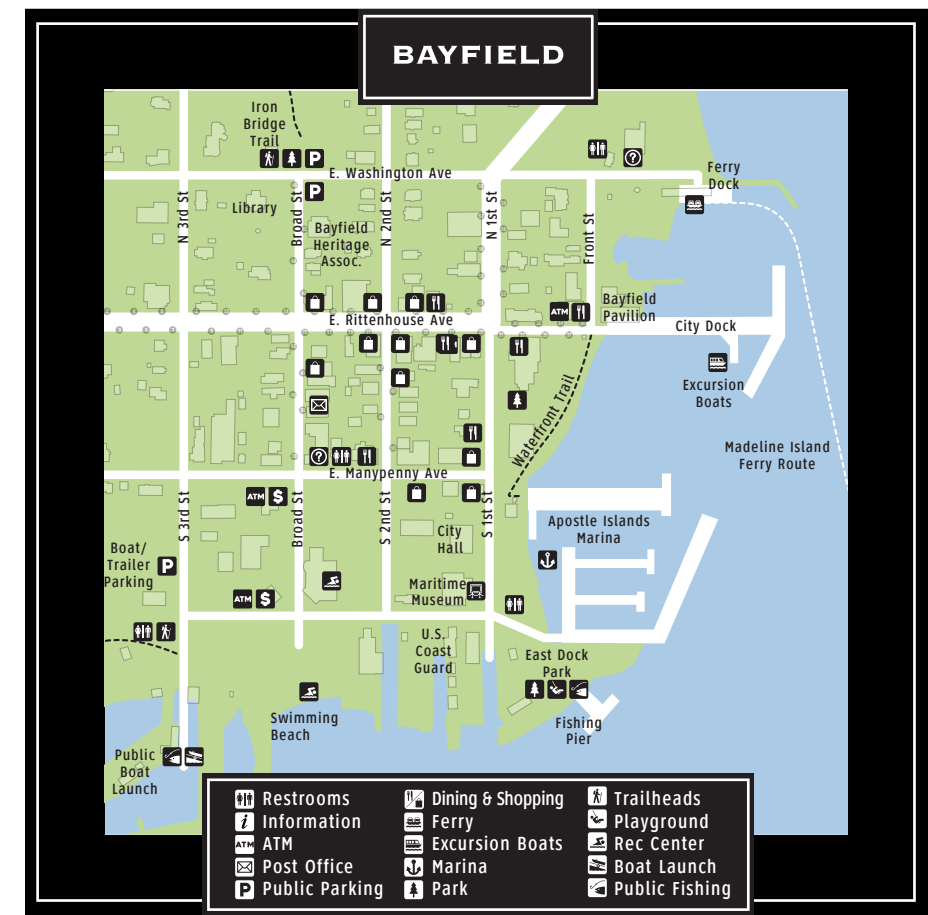 BAYFIELD
Iron
Bridge
Trail
P
E. Washington Ave
?
Ferry
Dock
P
Library
N 3rd St
Broad St
Bayfield
Heritage
Assoc.
N 2nd St
N 1st St
Front St
ATM
Bayfield
Pavilion
E. Rittenhouse Ave
City Dock
Excursion
Boats
Waterfront Trail
Madeline Island
Ferry Route
?
E. Manypenny Ave
ATM $
S 3rd St
Broad St
S 2nd St
S 1st St
City
Hall
Apostle Islands
Marina
Boat/
Trailer
Parking
P
Maritime
Museum
ATM $
U.S.
Coast
Guard
East Dock
Park
Swimming
Beach
Fishing
Pier
Public
Boat
Launch
Restrooms
i Information
ATM ATM
Post Office
P Public Parking
Dining & Shopping
Ferry
Excursion Boats
Marina
Park
Trailheads
Playground
Rec Center
Boat Launch
Public Fishing